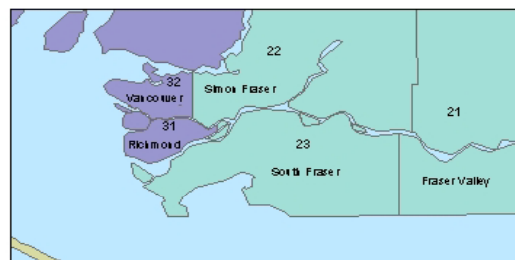 22
32
Simon Fraser
Vancouver
21
31
Richmond
23
South Fraser
Fraser Valley